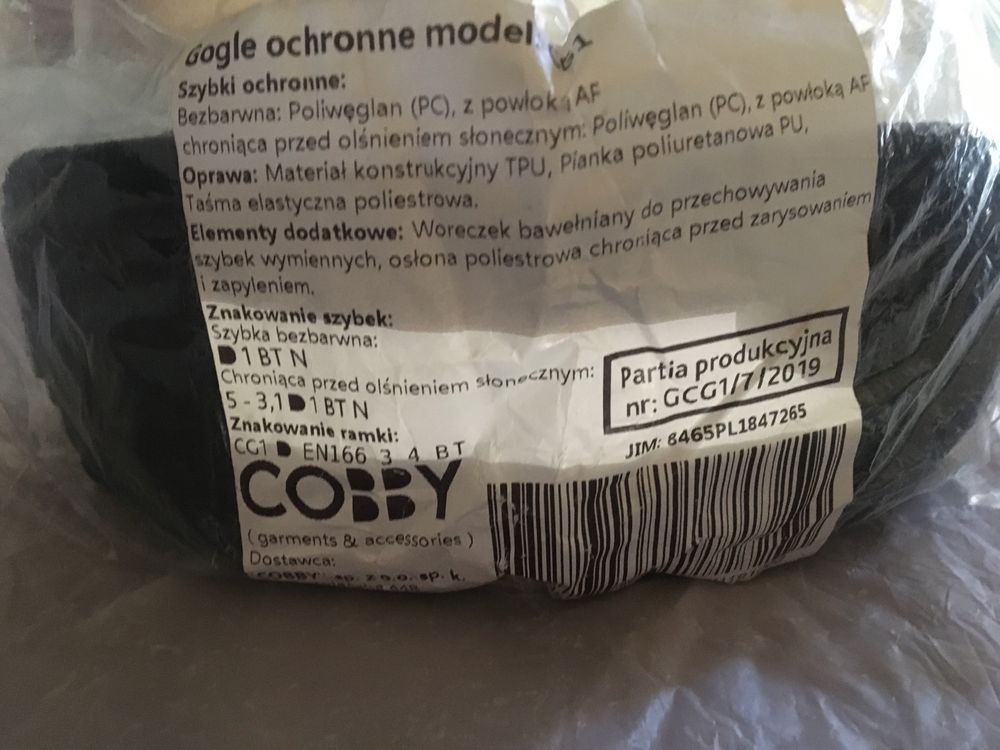 Gogle ochronne model
Szybki ochronne:
Bezbarwna: Poliwęglan (PC), z powłoką AF
chroniąca przed olśnieniem słonecznym: Poliwęglan (PC), z powłoką AF
Oprawa: Materiał konstrukcyjny TPU, Pianka poliuretanowa PU,
Taśma elastyczna poliestrowa.
Elementy dodatkowe: Woreczek bawełniany do przechowywania
szybek wymiennych, osłona poliestrowa chroniąca przed zarysowaniem
i zapyleniem.
Znakowanie szybek:
Szybka bezbarwna:
1 BT N
Chroniąca przed olśnieniem słonecznym:
5 - 3,1 1 BT N
Znakowanie ramki:
CG1 EN166 3 4 BT
COBBY
(garments & accessories)
Dostawca:
"COBBY" sp. z o.o. sp. k.
Partia produkcyjna
nr: GCG1/7/2019
JIM: 8465PL1847265